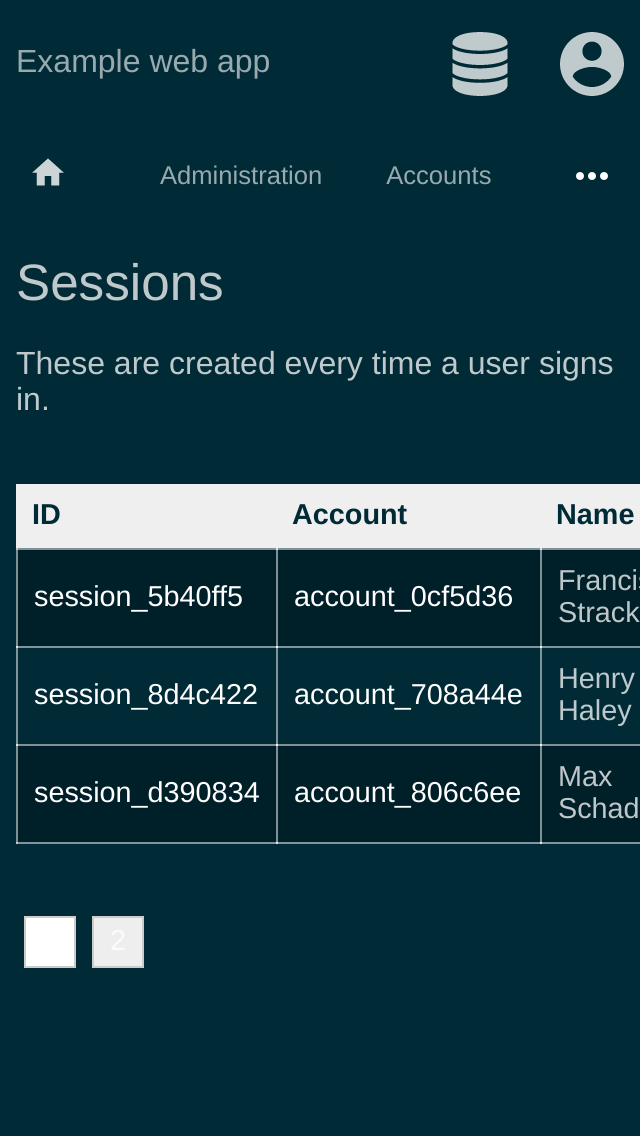 Example web app
Administration Accounts
Sessions
These are created every time a user signs
in.
ID Account Name
session_5b40ff5 account_0cf5d36
Strack
session_8d4c422 account_708a44e Henry
Haley
session_d390834 account_806c6ee Max
Schad
2